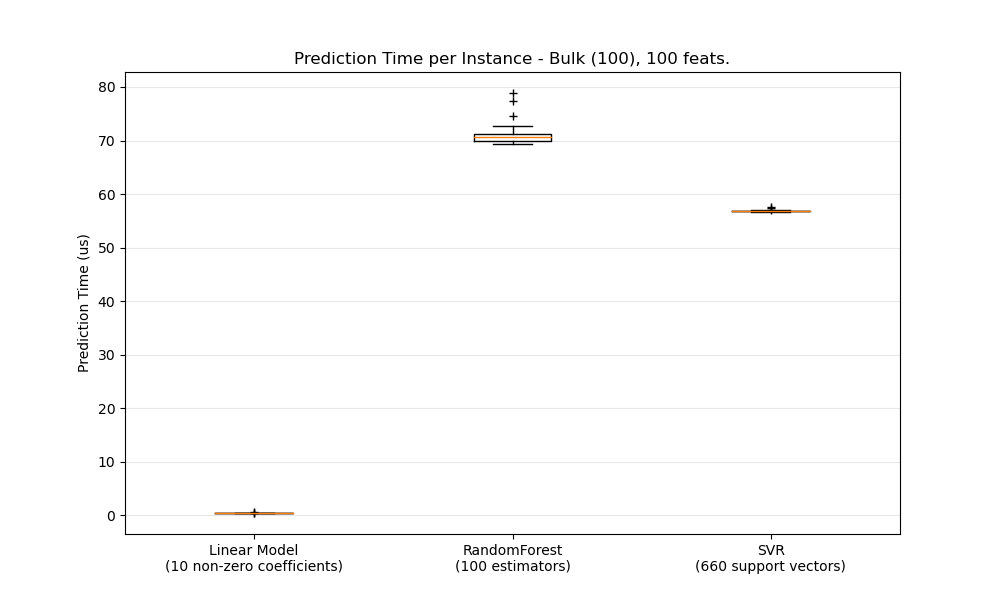 Prediction Time per Instance - Bulk (100), 100 feats.
Prediction Time (us)
80
70
60
50
40
30
20
10
0
Linear Model
(10 non-zero coefficients)
RandomForest
(100 estimators)
SVR
(660 support vectors)